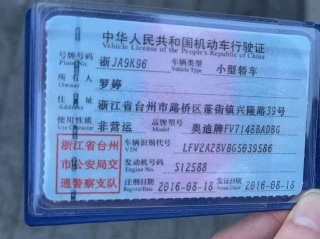 中华人民共和国机动车行驶证
Vehicle License of the People's Republic of China
号牌号码 浙JA9K96 车辆类型 小型轿车
Plate No. Vehicle Type
所有人 罗婷
Owner
住址 浙江省台州市路桥区蓬街镇兴隆路39号
Address
使用性质 非营运 品牌型号 奥迪牌FV7148BADBG
Use Character Model
浙江省台州 车辆识别代号 LFV2A28V8G5039586
VIN
市公安局交 发动机号码 S12588
Engine No.
通警察支队 注册日期 2016-08-18 发证日期 2016-08-18
Register Date Issue Date